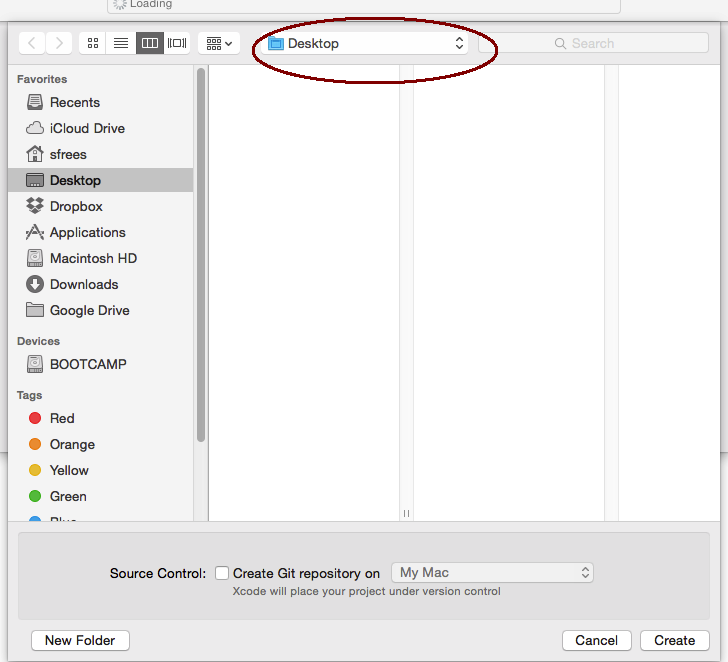 Loading
Desktop
Search
Favorites
Recents
iCloud Drive
sfrees
Desktop
Dropbox
Applications
Macintosh HD
Downloads
Google Drive
Devices
BOOTCAMP
Tags
Red
Orange
Yellow
Green
Blue
Source Control: Create Git repository on My Mac
Xcode will place your project under version control
New Folder Cancel Create